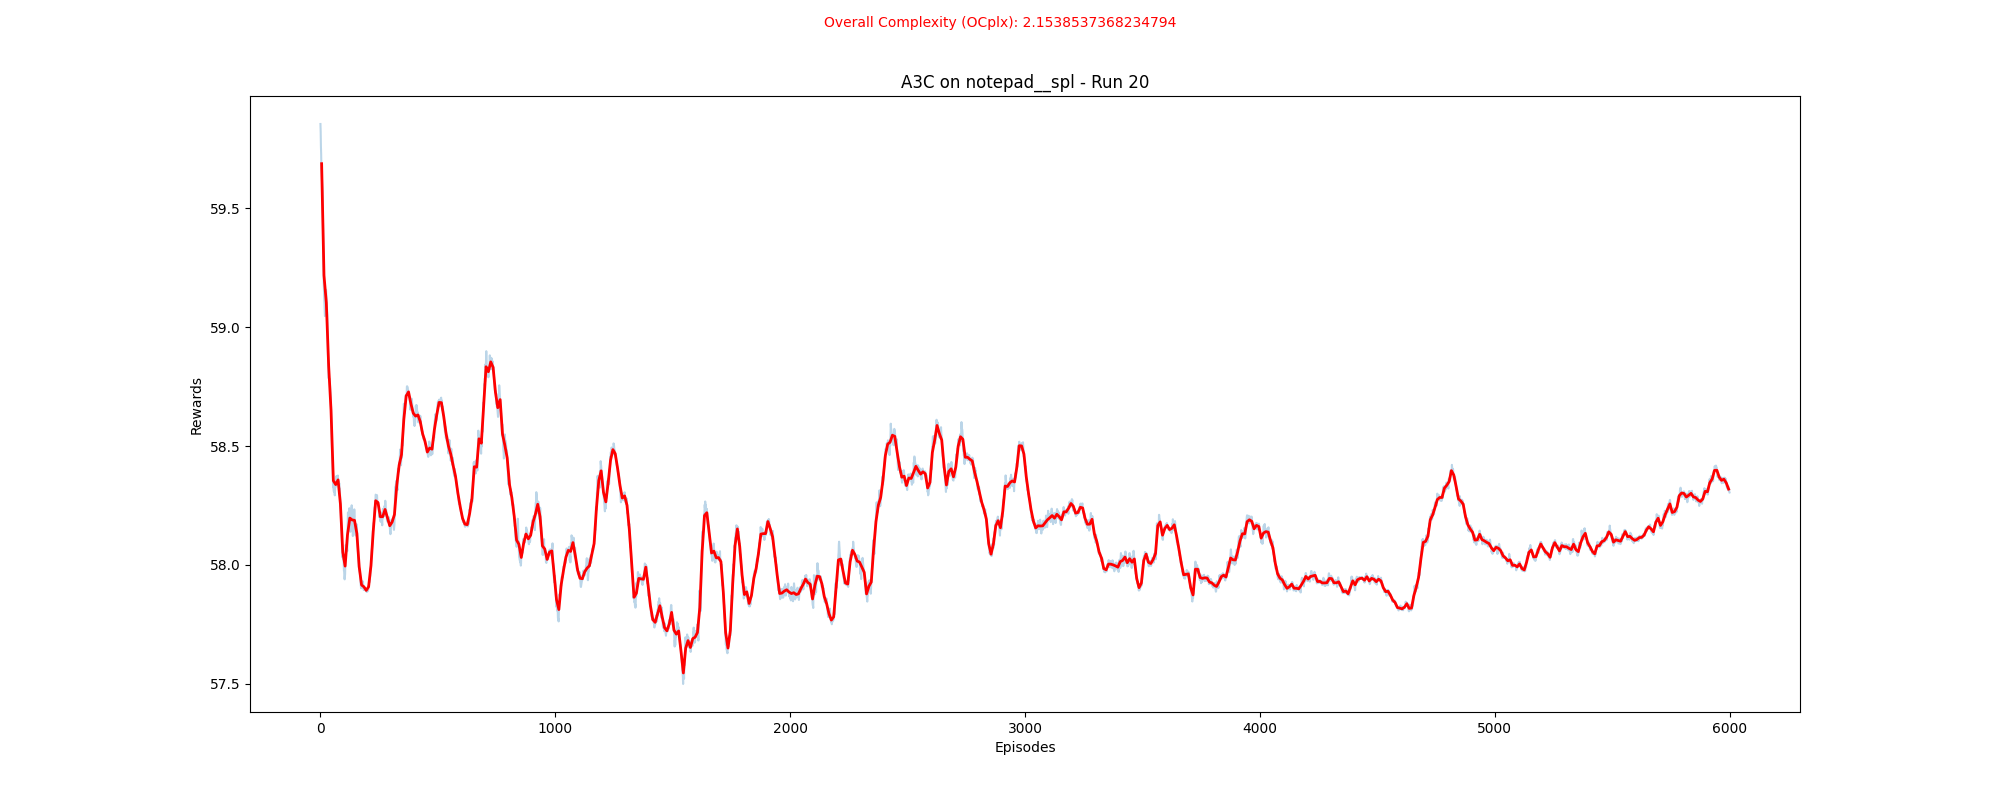 Overall Complexity (OCplx): 2.1538537368234794
A3C on notepad__spl - Run 20
59.5
59.0
58.5
58.0
57.5
Rewards
0 1000 2000 3000 4000 5000 6000
Episodes